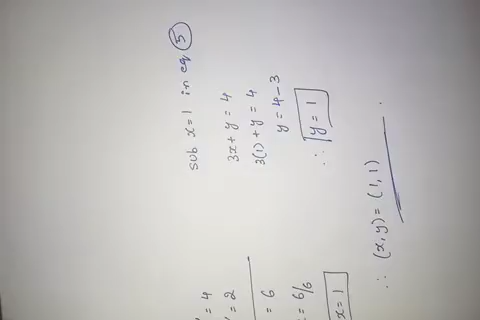 = 4
= 2
= 6
= 6/6
x = 1
sub x = 1 in eq 3
3x + y = 4
3(1) + y = 4
y = 4 - 3
∴ y = 1
∴ (x, y) = (1, 1)